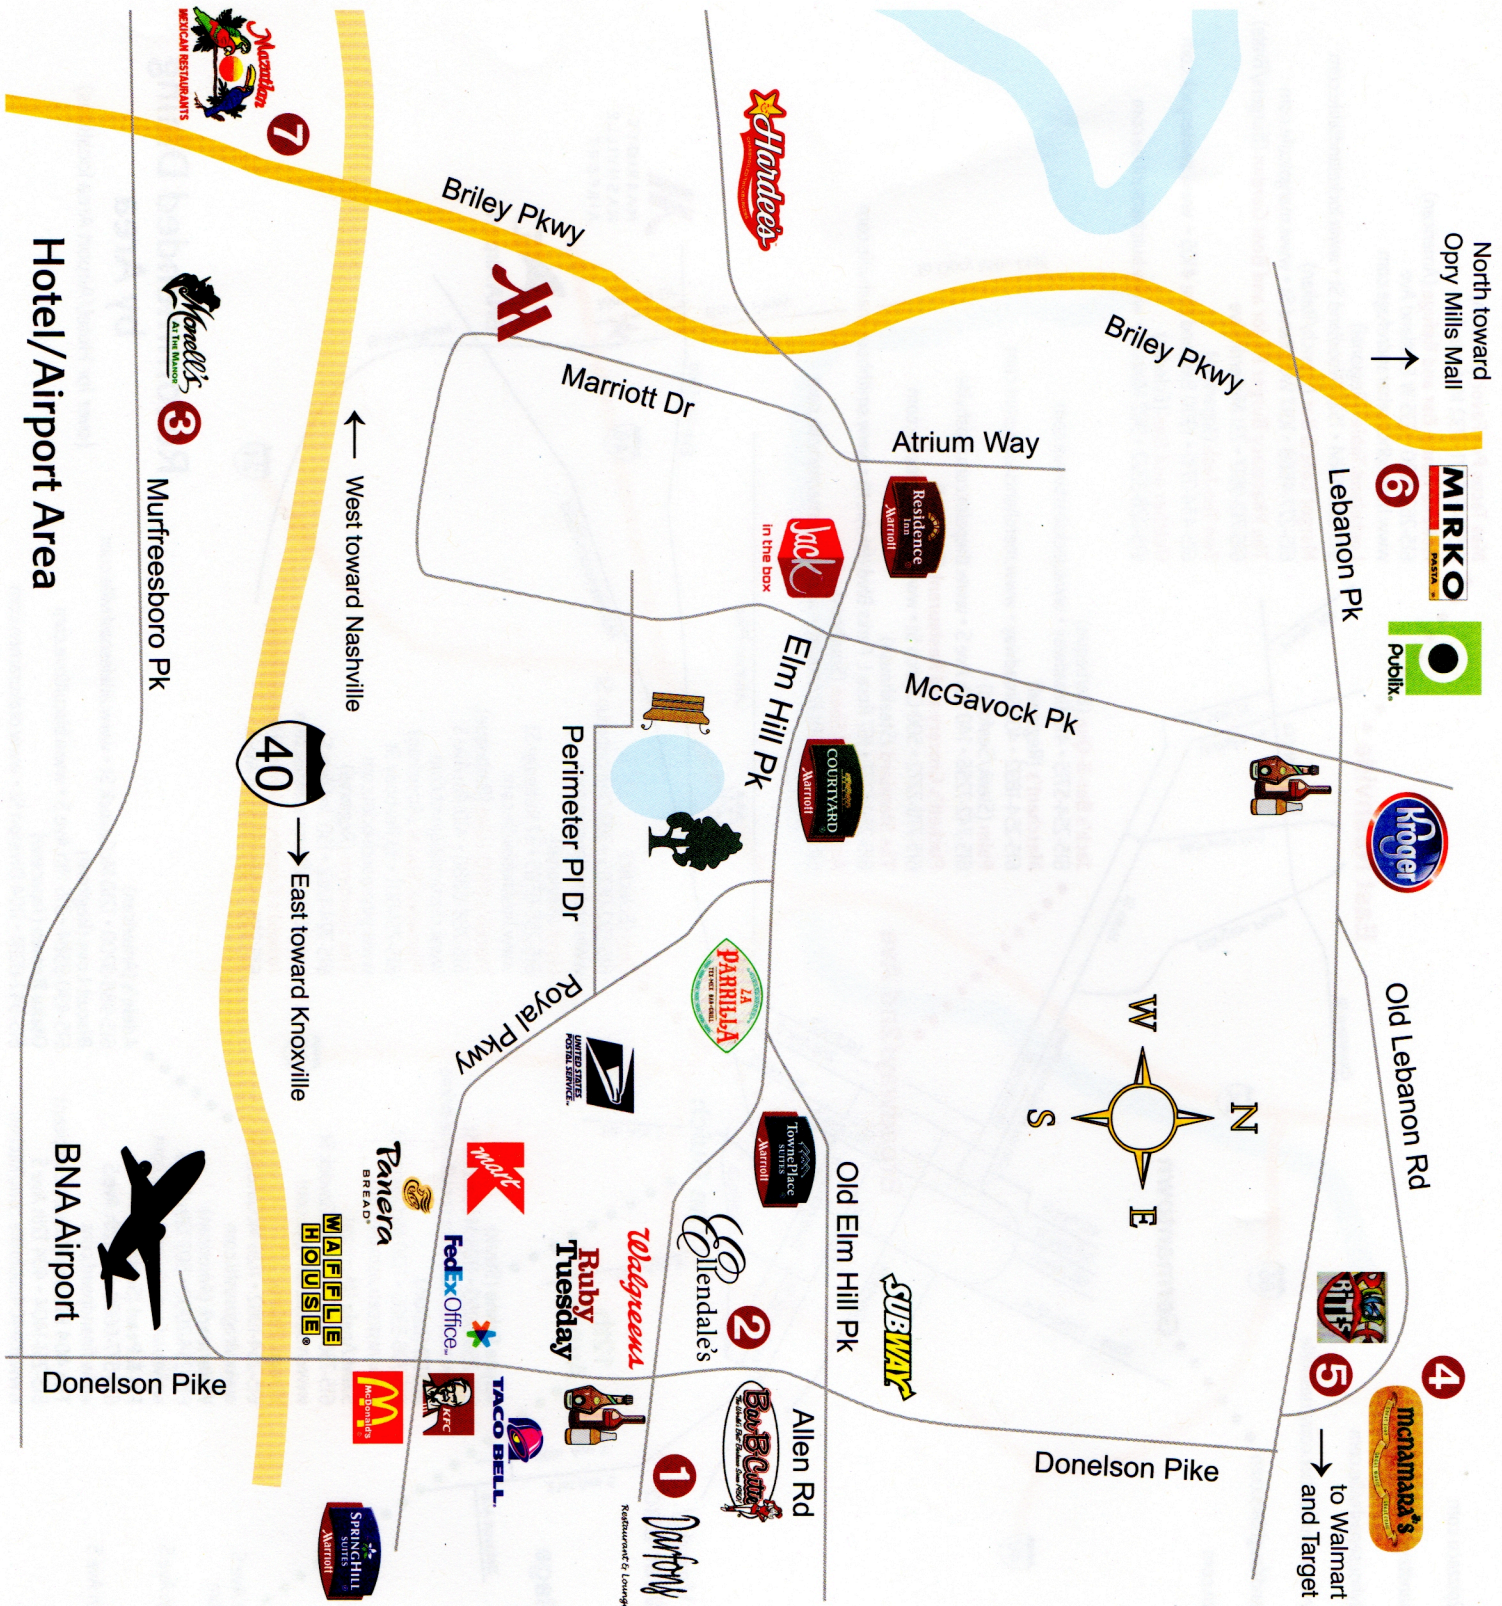 North toward
Opry Mills Mall
MIRKO
PASTA
6
Publix
Kroger
Old Lebanon Rd
4
mcnamara's
Lebanon Pk
BITS
5
to Walmart
and Target
Briley Pkwy
McGavock Pk
N
W
E
S
Donelson Pike
Atrium Way
Residence
Inn
Marriott
SUBWAY
Hardee's
Jack
in the box
Elm Hill Pk
COURTYARD
Marriott
TownePlace
SUITES
Marriott
Old Elm Hill Pk
Allen Rd
LA
PARRILLA
TEX-MEX BAR-GRILL
Ellendale's
2
Bar B Cutie
Marriott Dr
Briley Pkwy
Perimeter Pl Dr
Royal Pkwy
UNITED STATES
POSTAL SERVICE
Walgreens
Ruby
Tuesday
1
Darfons
Restaurant & Lounge
Kmart
FedEx Office
TACO BELL
KFC
Panera
BREAD
McDonald's
WAFFLE
HOUSE
SPRINGHILL
SUITES
Marriott
West toward Nashville
40
East toward Knoxville
Mazatlan
MEXICAN RESTAURANTS
7
Monell's
AT THE MANOR
3
Murfreesboro Pk
BNA Airport
Donelson Pike
Hotel/Airport Area